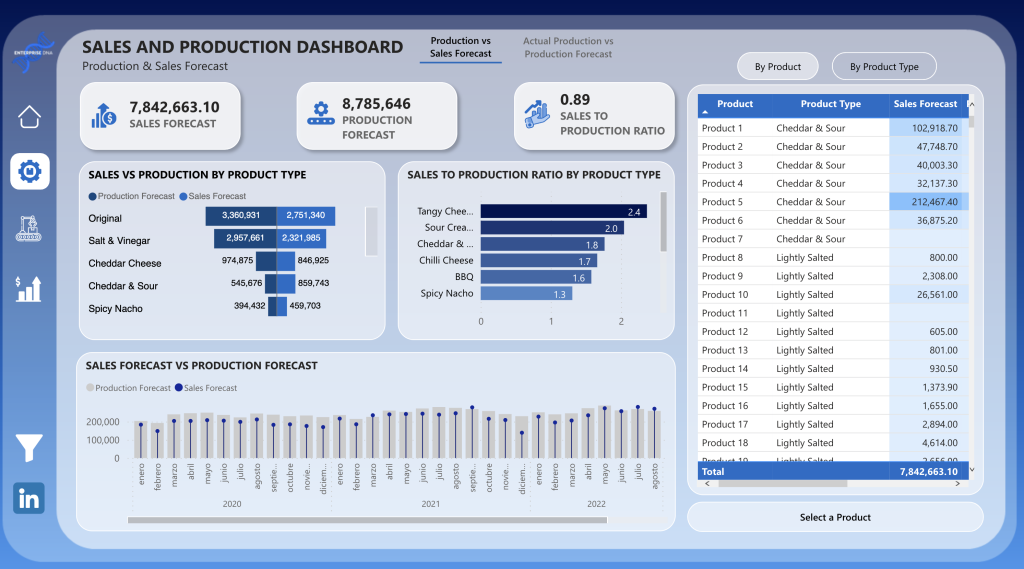 ENTERPRISE DNA
SALES AND PRODUCTION DASHBOARD
Production & Sales Forecast
Production vs
Sales Forecast
Actual Production vs
Production Forecast
By Product
By Product Type
7,842,663.10
SALES FORECAST
8,785,646
PRODUCTION
FORECAST
0.89
SALES TO
PRODUCTION RATIO
SALES VS PRODUCTION BY PRODUCT TYPE
Production Forecast Sales Forecast
Original 3,360,931 2,751,340
Salt & Vinegar 2,957,661 2,321,985
Cheddar Cheese 974,875 846,925
Cheddar & Sour 545,676 859,743
Spicy Nacho 394,432 459,703
SALES TO PRODUCTION RATIO BY PRODUCT TYPE
Tangy Chee... 2.4
Sour Crea... 2.0
Cheddar & ... 1.8
Chilli Cheese 1.7
BBQ 1.6
Spicy Nacho 1.3
0 1 2
SALES FORECAST VS PRODUCTION FORECAST
Production Forecast Sales Forecast
200,000
100,000
0
enero febrero marzo abril mayo junio julio agosto septie... octubre novie... diciem... enero febrero marzo abril mayo junio julio agosto septie... octubre novie... diciem... enero febrero marzo abril mayo junio julio agosto
2020 2021 2022
Product Product Type Sales Forecast
Product 1 Cheddar & Sour 102,918.70
Product 2 Cheddar & Sour 47,748.70
Product 3 Cheddar & Sour 40,003.30
Product 4 Cheddar & Sour 32,137.30
Product 5 Cheddar & Sour 212,467.40
Product 6 Cheddar & Sour 36,875.20
Product 7 Cheddar & Sour
Product 8 Lightly Salted 800.00
Product 9 Lightly Salted 2,308.00
Product 10 Lightly Salted 26,561.00
Product 11 Lightly Salted
Product 12 Lightly Salted 605.00
Product 13 Lightly Salted 801.00
Product 14 Lightly Salted 930.50
Product 15 Lightly Salted 1,373.90
Product 16 Lightly Salted 1,655.00
Product 17 Lightly Salted 2,894.00
Product 18 Lightly Salted 4,614.00
Product 19 Lightly Salted
Total 7,842,663.10
Select a Product
in